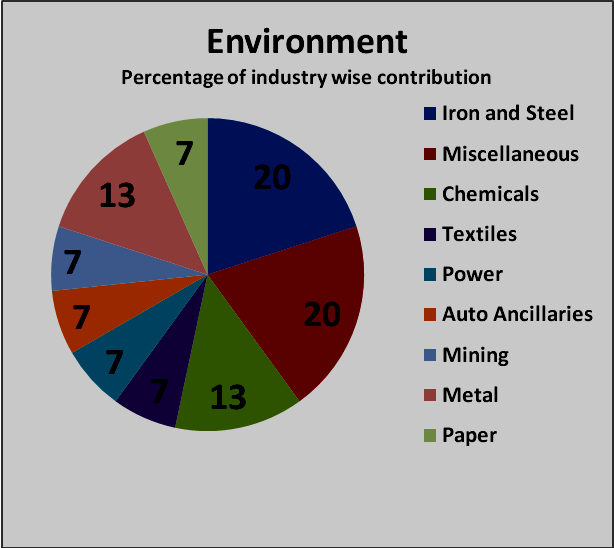 Environment
Percentage of industry wise contribution
20
20
13
7
7
7
7
13
7
Iron and Steel
Miscellaneous
Chemicals
Textiles
Power
Auto Ancillaries
Mining
Metal
Paper